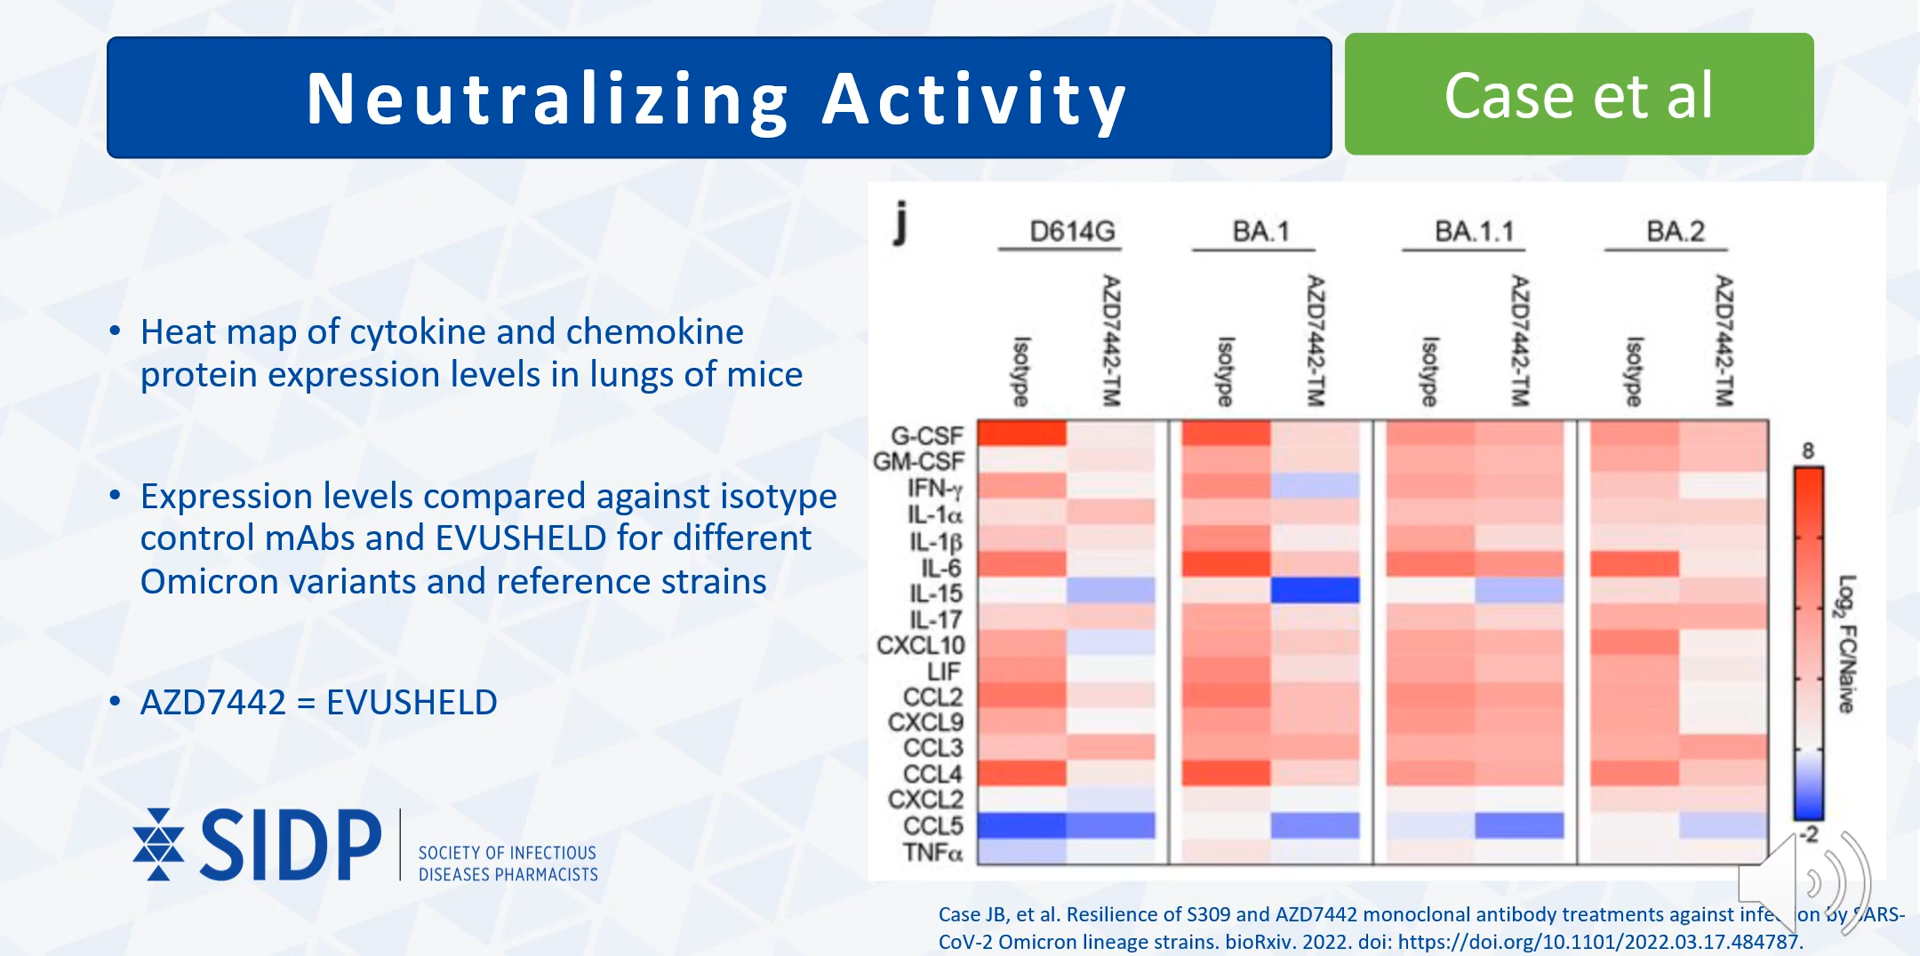 Neutralizing Activity
Case et al
• Heat map of cytokine and chemokine
protein expression levels in lungs of mice
• Expression levels compared against isotype
control mAbs and EVUSHELD for different
Omicron variants and reference strains
• AZD7442 = EVUSHELD
SIDP
SOCIETY OF INFECTIOUS
DISEASES PHARMACISTS
j
D614G
BA.1
BA.1.1
BA.2
Isotype
AZD7442-TM
Isotype
AZD7442-TM
Isotype
AZD7442-TM
Isotype
AZD7442-TM
G-CSF
GM-CSF
IFN-γ
IL-1α
IL-1β
IL-6
IL-15
IL-17
CXCL10
LIF
CCL2
CXCL9
CCL3
CCL4
CXCL2
CCL5
TNFα
8
-2
Log₂ FC/Naive
Case JB, et al. Resilience of S309 and AZD7442 monoclonal antibody treatments against infection by SARS-
CoV-2 Omicron lineage strains. bioRxiv. 2022. doi: https://doi.org/10.1101/2022.03.17.484787.